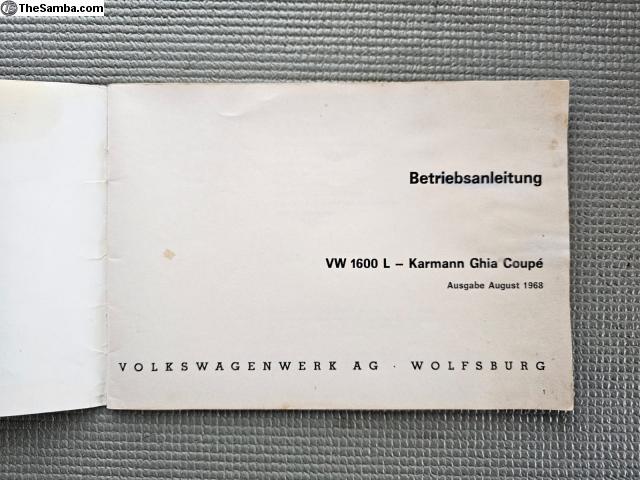 TheSamba.com
Betriebsanleitung
VW 1600 L – Karmann Ghia Coupé
Ausgabe August 1968
VOLKSWAGENWERK AG · WOLFSBURG
1